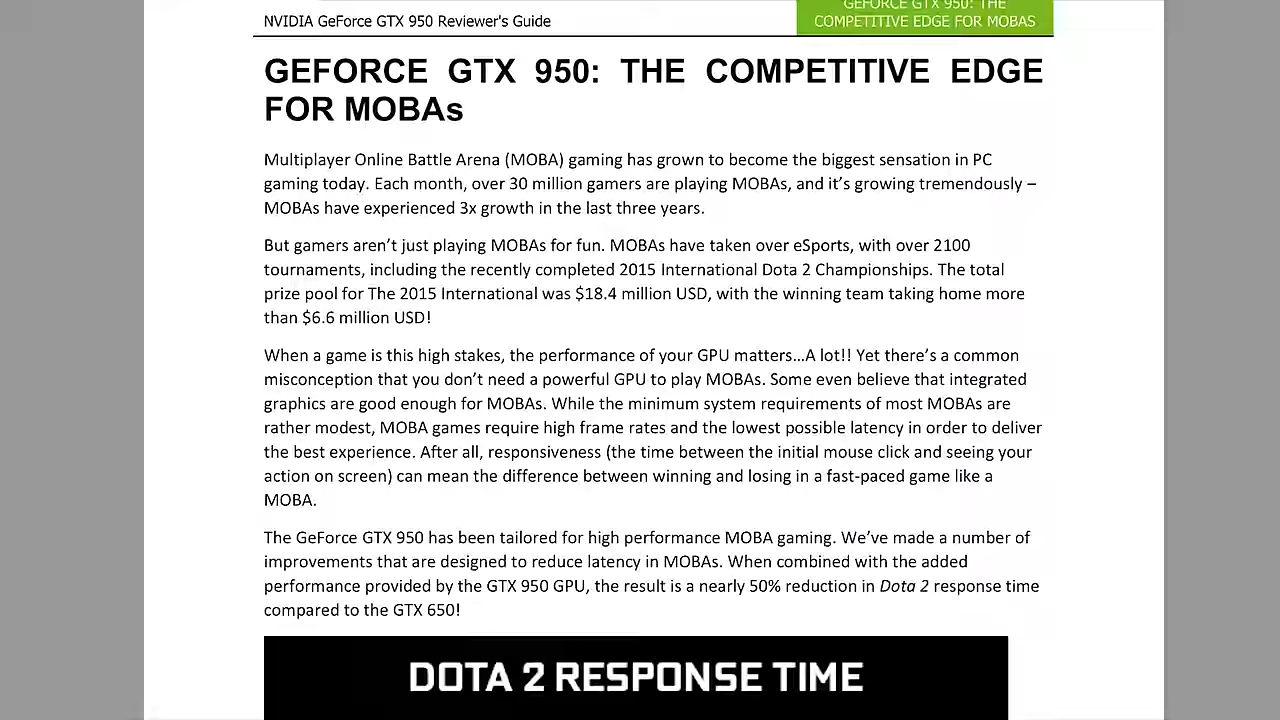 NVIDIA GeForce GTX 950 Reviewer's Guide
GEFORCE GTX 950: THE
COMPETITIVE EDGE FOR MOBAS
GEFORCE GTX 950: THE COMPETITIVE EDGE
FOR MOBAs
Multiplayer Online Battle Arena (MOBA) gaming has grown to become the biggest sensation in PC
gaming today. Each month, over 30 million gamers are playing MOBAs, and it’s growing tremendously –
MOBAs have experienced 3x growth in the last three years.
But gamers aren’t just playing MOBAs for fun. MOBAs have taken over eSports, with over 2100
tournaments, including the recently completed 2015 International Dota 2 Championships. The total
prize pool for The 2015 International was $18.4 million USD, with the winning team taking home more
than $6.6 million USD!
When a game is this high stakes, the performance of your GPU matters…A lot!! Yet there’s a common
misconception that you don’t need a powerful GPU to play MOBAs. Some even believe that integrated
graphics are good enough for MOBAs. While the minimum system requirements of most MOBAs are
rather modest, MOBA games require high frame rates and the lowest possible latency in order to deliver
the best experience. After all, responsiveness (the time between the initial mouse click and seeing your
action on screen) can mean the difference between winning and losing in a fast-paced game like a
MOBA.
The GeForce GTX 950 has been tailored for high performance MOBA gaming. We’ve made a number of
improvements that are designed to reduce latency in MOBAs. When combined with the added
performance provided by the GTX 950 GPU, the result is a nearly 50% reduction in Dota 2 response time
compared to the GTX 650!
DOTA 2 RESPONSE TIME